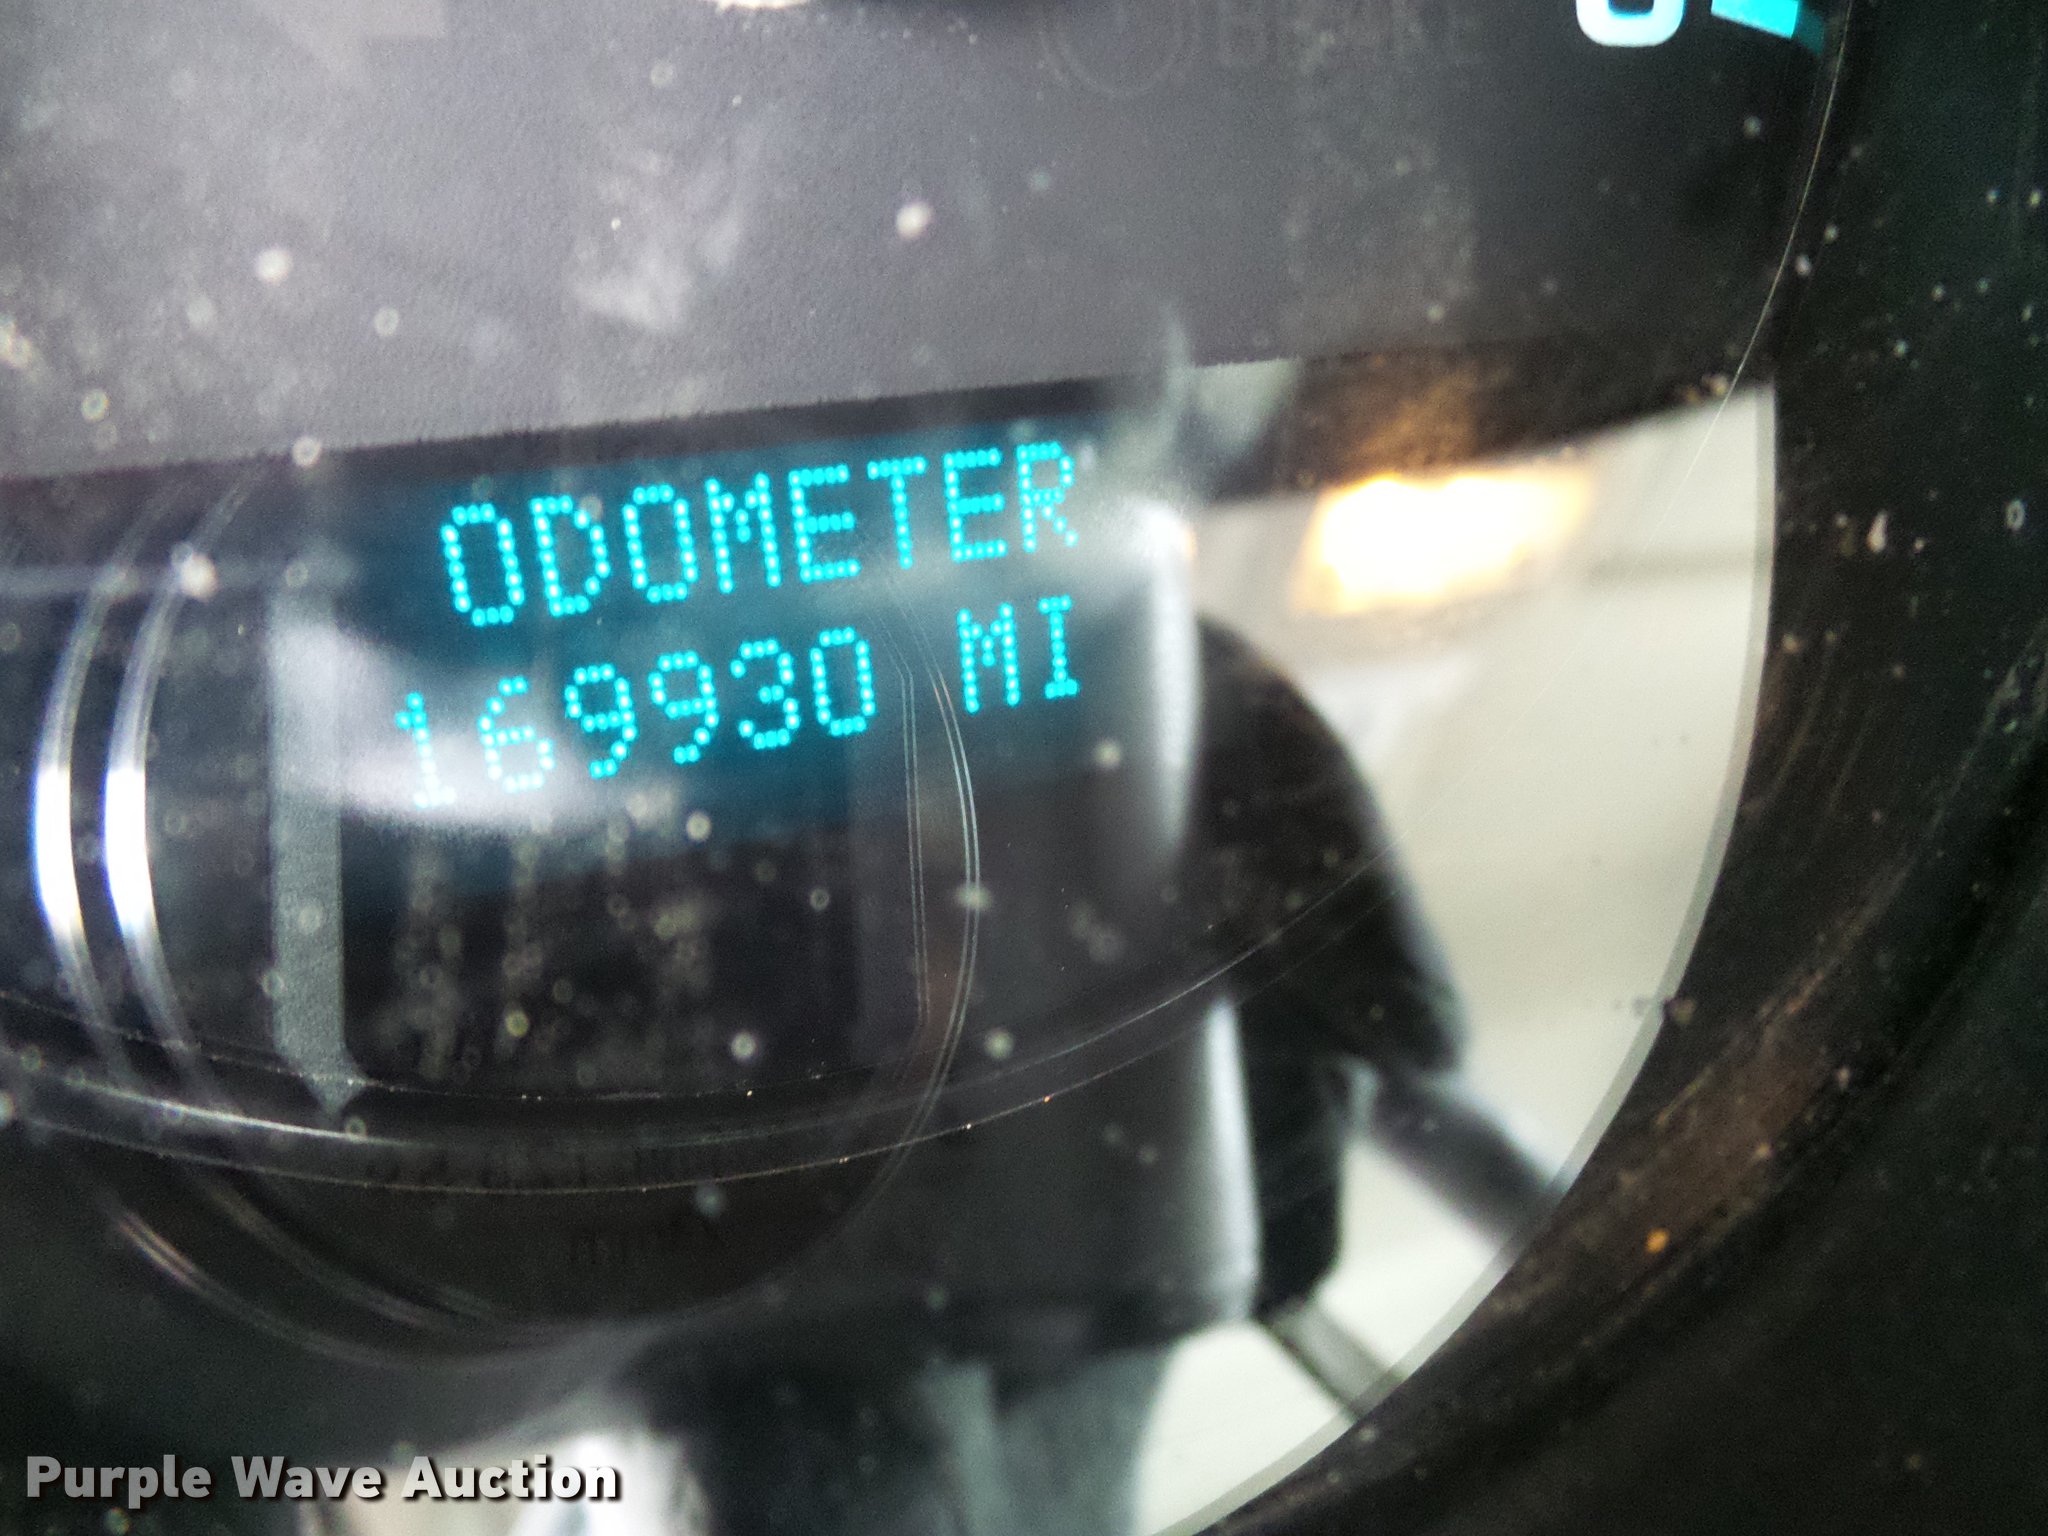 ODOMETER
169930 MI
Purple Wave Auction